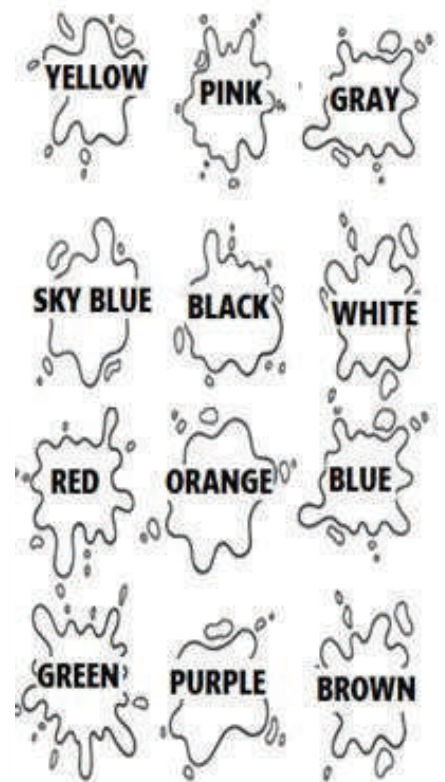 YELLOW
PINK
GRAY
SKY BLUE
BLACK
WHITE
RED
ORANGE
BLUE
GREEN
PURPLE
BROWN